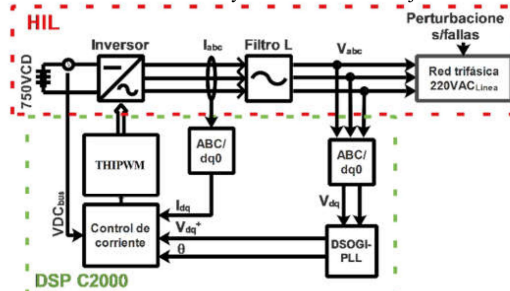 HIL
Perturbacione
s/fallas
Inversor
Iabc
Filtro L
Vabc
750VCD
Red trifásica
220VACLínea
ABC/
dq0
ABC/
dq0
THIPWM
VDCbus
Idq
Vdq
Vdq+
Control de
corriente
θ
DSOGI-
PLL
DSP C2000